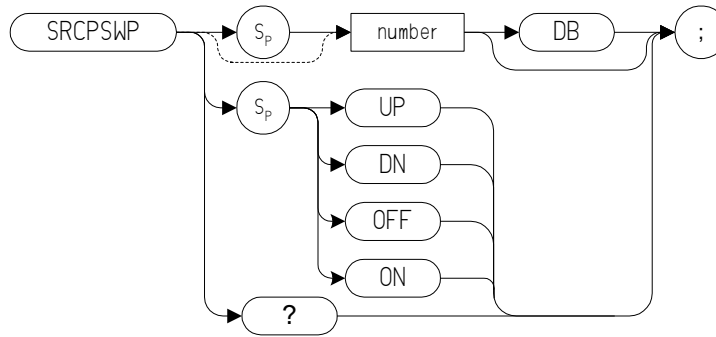 SRCPSWP SP number DB ;
SP UP
DN
OFF
ON
?